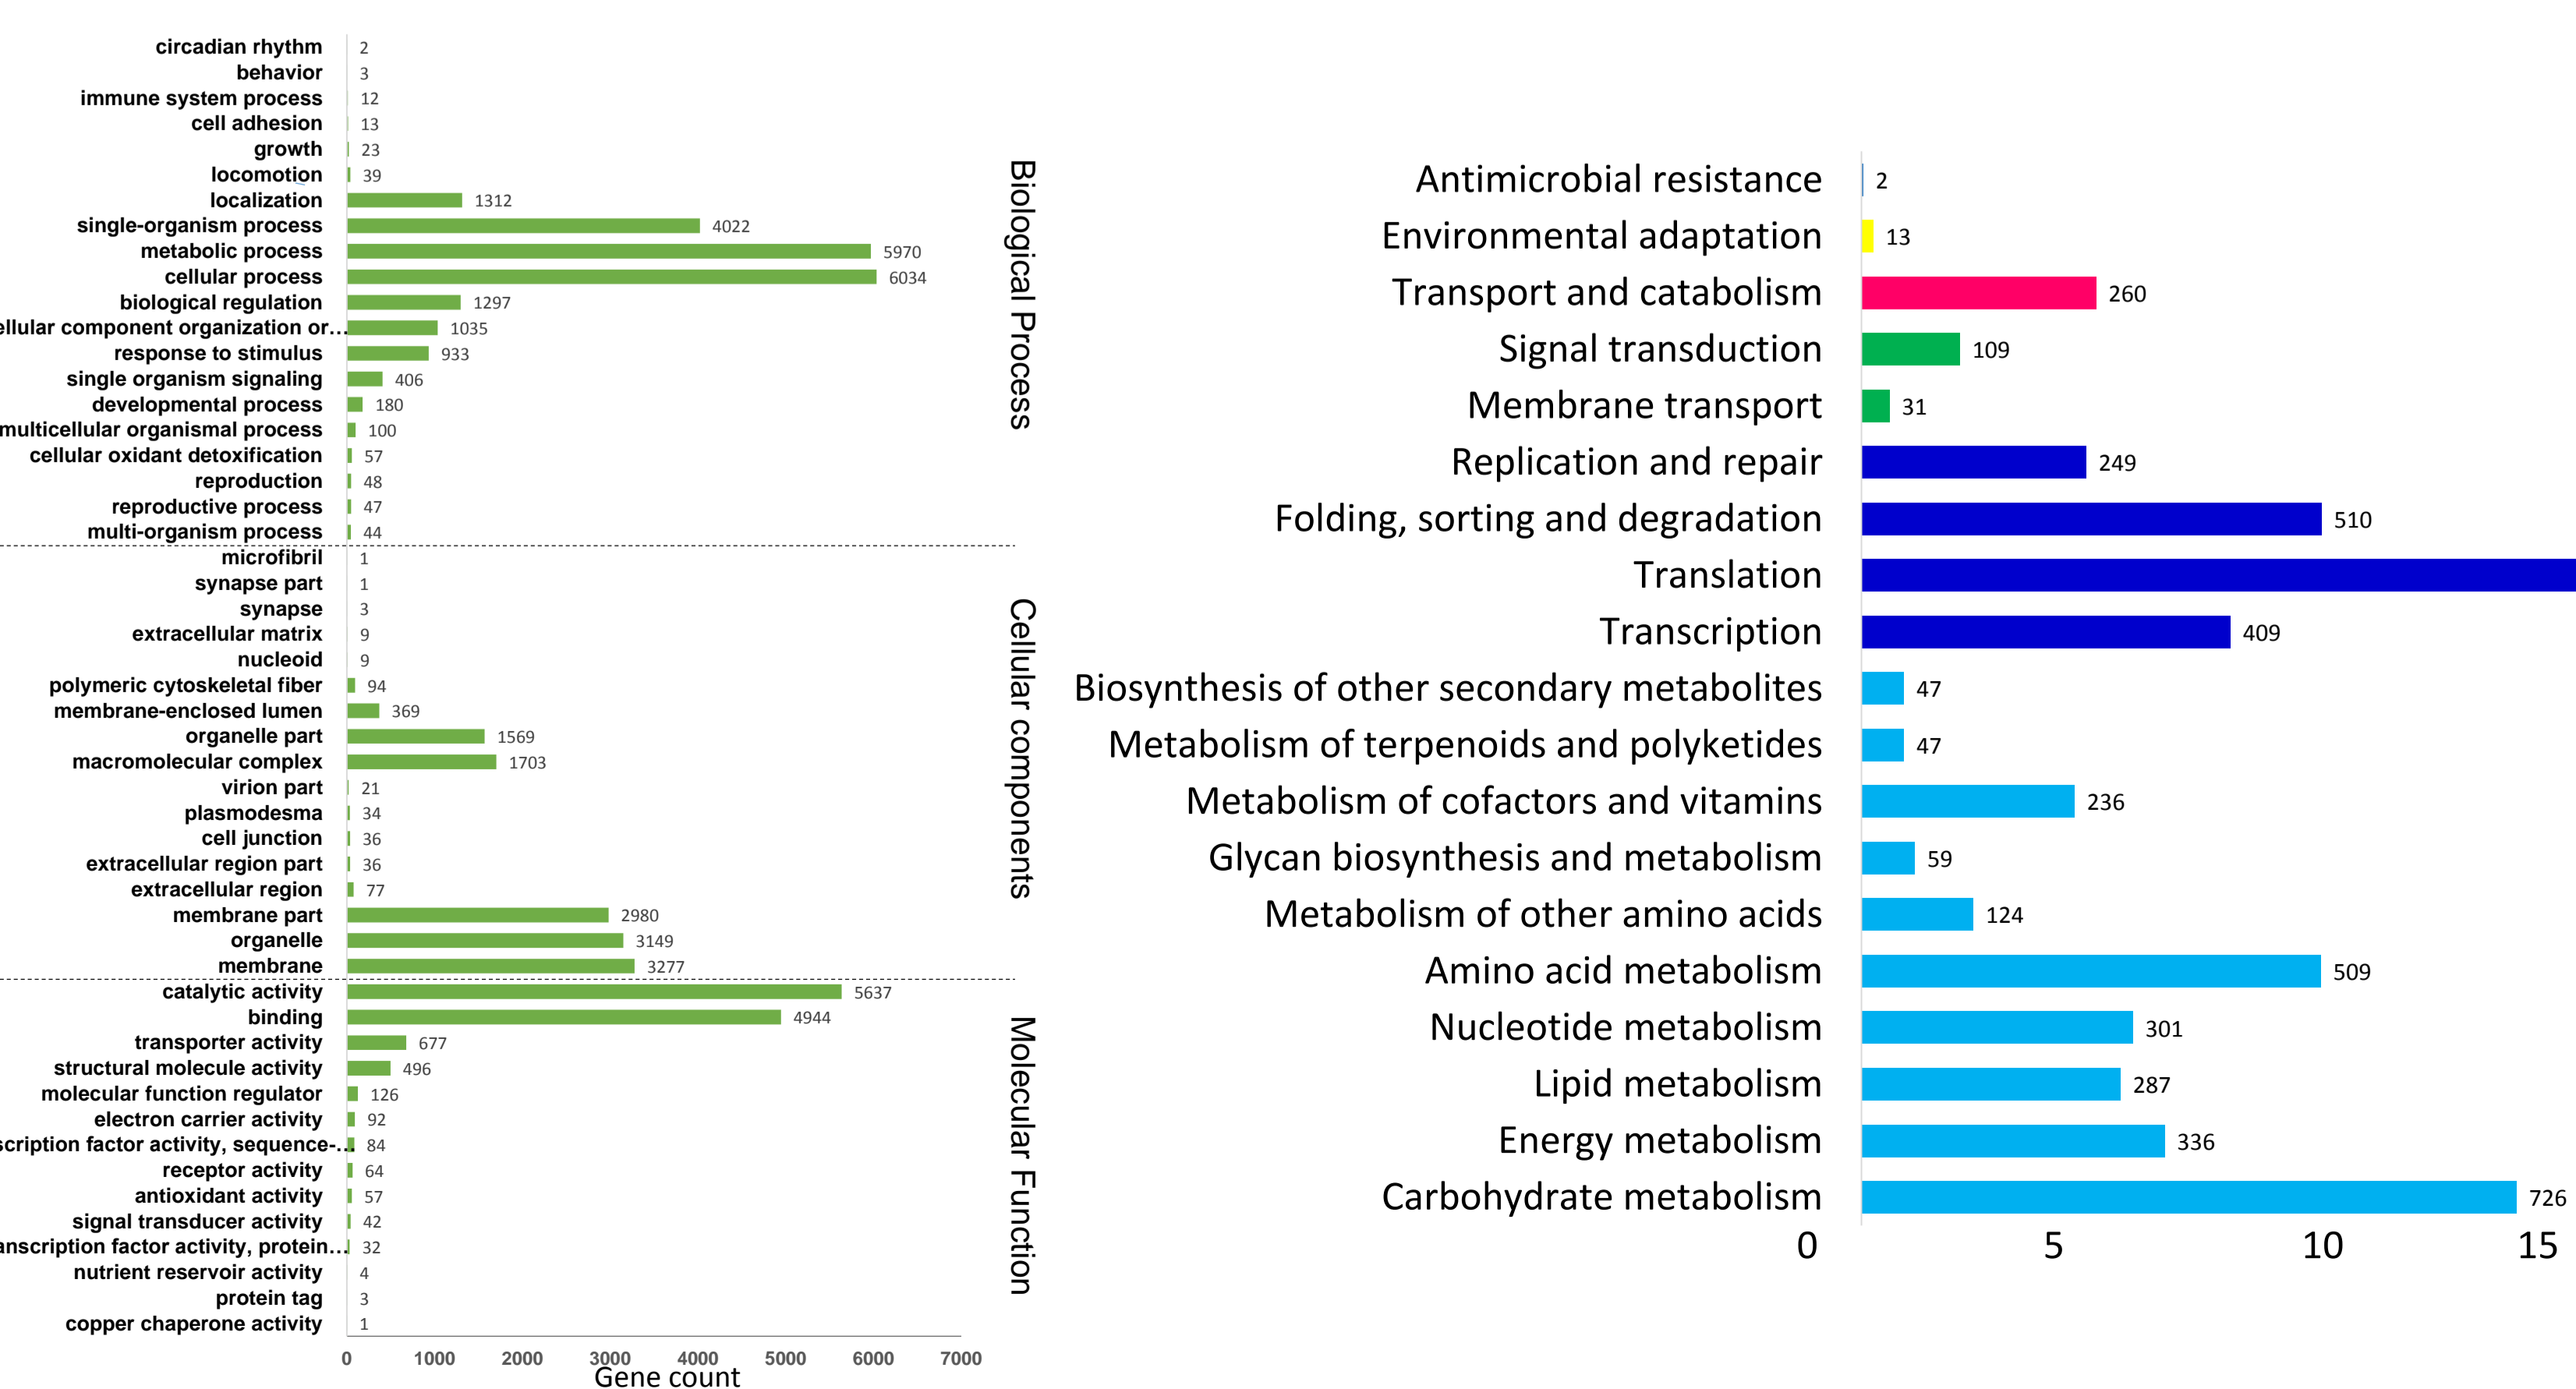 circadian rhythm 2
behavior 3
immune system process 12
cell adhesion 13
growth 23
locomotion 39
localization 1312
single-organism process 4022
metabolic process 5970
cellular process 6034
biological regulation 1297
ellular component organization or… 1035
response to stimulus 933
single organism signaling 406
developmental process 180
multicellular organismal process 100
cellular oxidant detoxification 57
reproduction 48
reproductive process 47
multi-organism process 44
Biological Process
microfibril 1
synapse part 1
synapse 3
extracellular matrix 9
nucleoid 9
polymeric cytoskeletal fiber 94
membrane-enclosed lumen 369
organelle part 1569
macromolecular complex 1703
virion part 21
plasmodesma 34
cell junction 36
extracellular region part 36
extracellular region 77
membrane part 2980
organelle 3149
membrane 3277
Cellular components
catalytic activity 5637
binding 4944
transporter activity 677
structural molecule activity 496
molecular function regulator 126
electron carrier activity 92
scription factor activity, sequence-… 84
receptor activity 64
antioxidant activity 57
signal transducer activity 42
anscription factor activity, protein… 32
nutrient reservoir activity 4
protein tag 3
copper chaperone activity 1
Molecular Function
0 1000 2000 3000 4000 5000 6000 7000
Gene count
Antimicrobial resistance 2
Environmental adaptation 13
Transport and catabolism 260
Signal transduction 109
Membrane transport 31
Replication and repair 249
Folding, sorting and degradation 510
Translation
Transcription 409
Biosynthesis of other secondary metabolites 47
Metabolism of terpenoids and polyketides 47
Metabolism of cofactors and vitamins 236
Glycan biosynthesis and metabolism 59
Metabolism of other amino acids 124
Amino acid metabolism 509
Nucleotide metabolism 301
Lipid metabolism 287
Energy metabolism 336
Carbohydrate metabolism 726
0 5 10 15